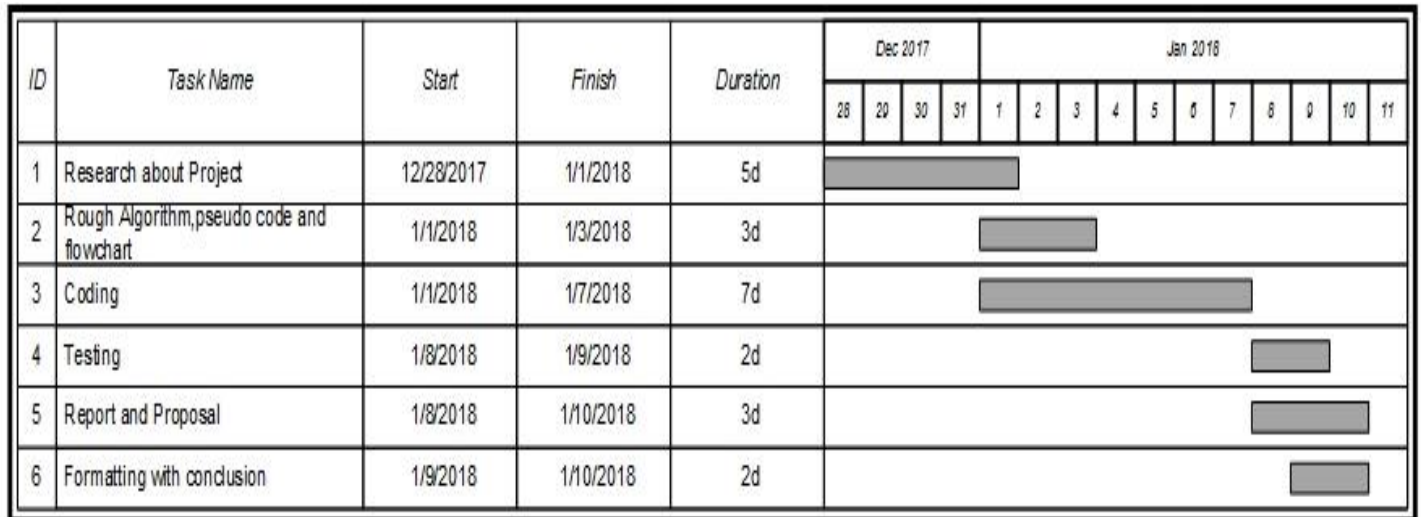 ID Task Name Start Finish Duration Dec 2017 Jan 2018
28 29 30 31 1 2 3 4 5 6 7 8 9 10 11
1 Research about Project 12/28/2017 1/1/2018 5d
2 Rough Algorithm,pseudo code and
flowchart 1/1/2018 1/3/2018 3d
3 Coding 1/1/2018 1/7/2018 7d
4 Testing 1/8/2018 1/9/2018 2d
5 Report and Proposal 1/8/2018 1/10/2018 3d
6 Formatting with conclusion 1/9/2018 1/10/2018 2d